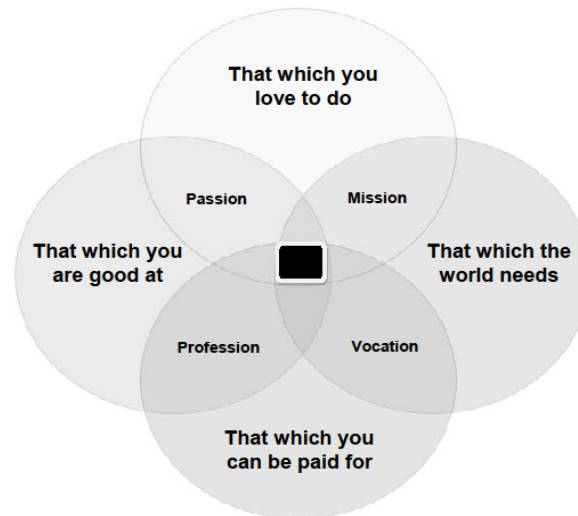 That which you
love to do
Passion
Mission
That which you
are good at
That which the
world needs
Profession
Vocation
That which you
can be paid for